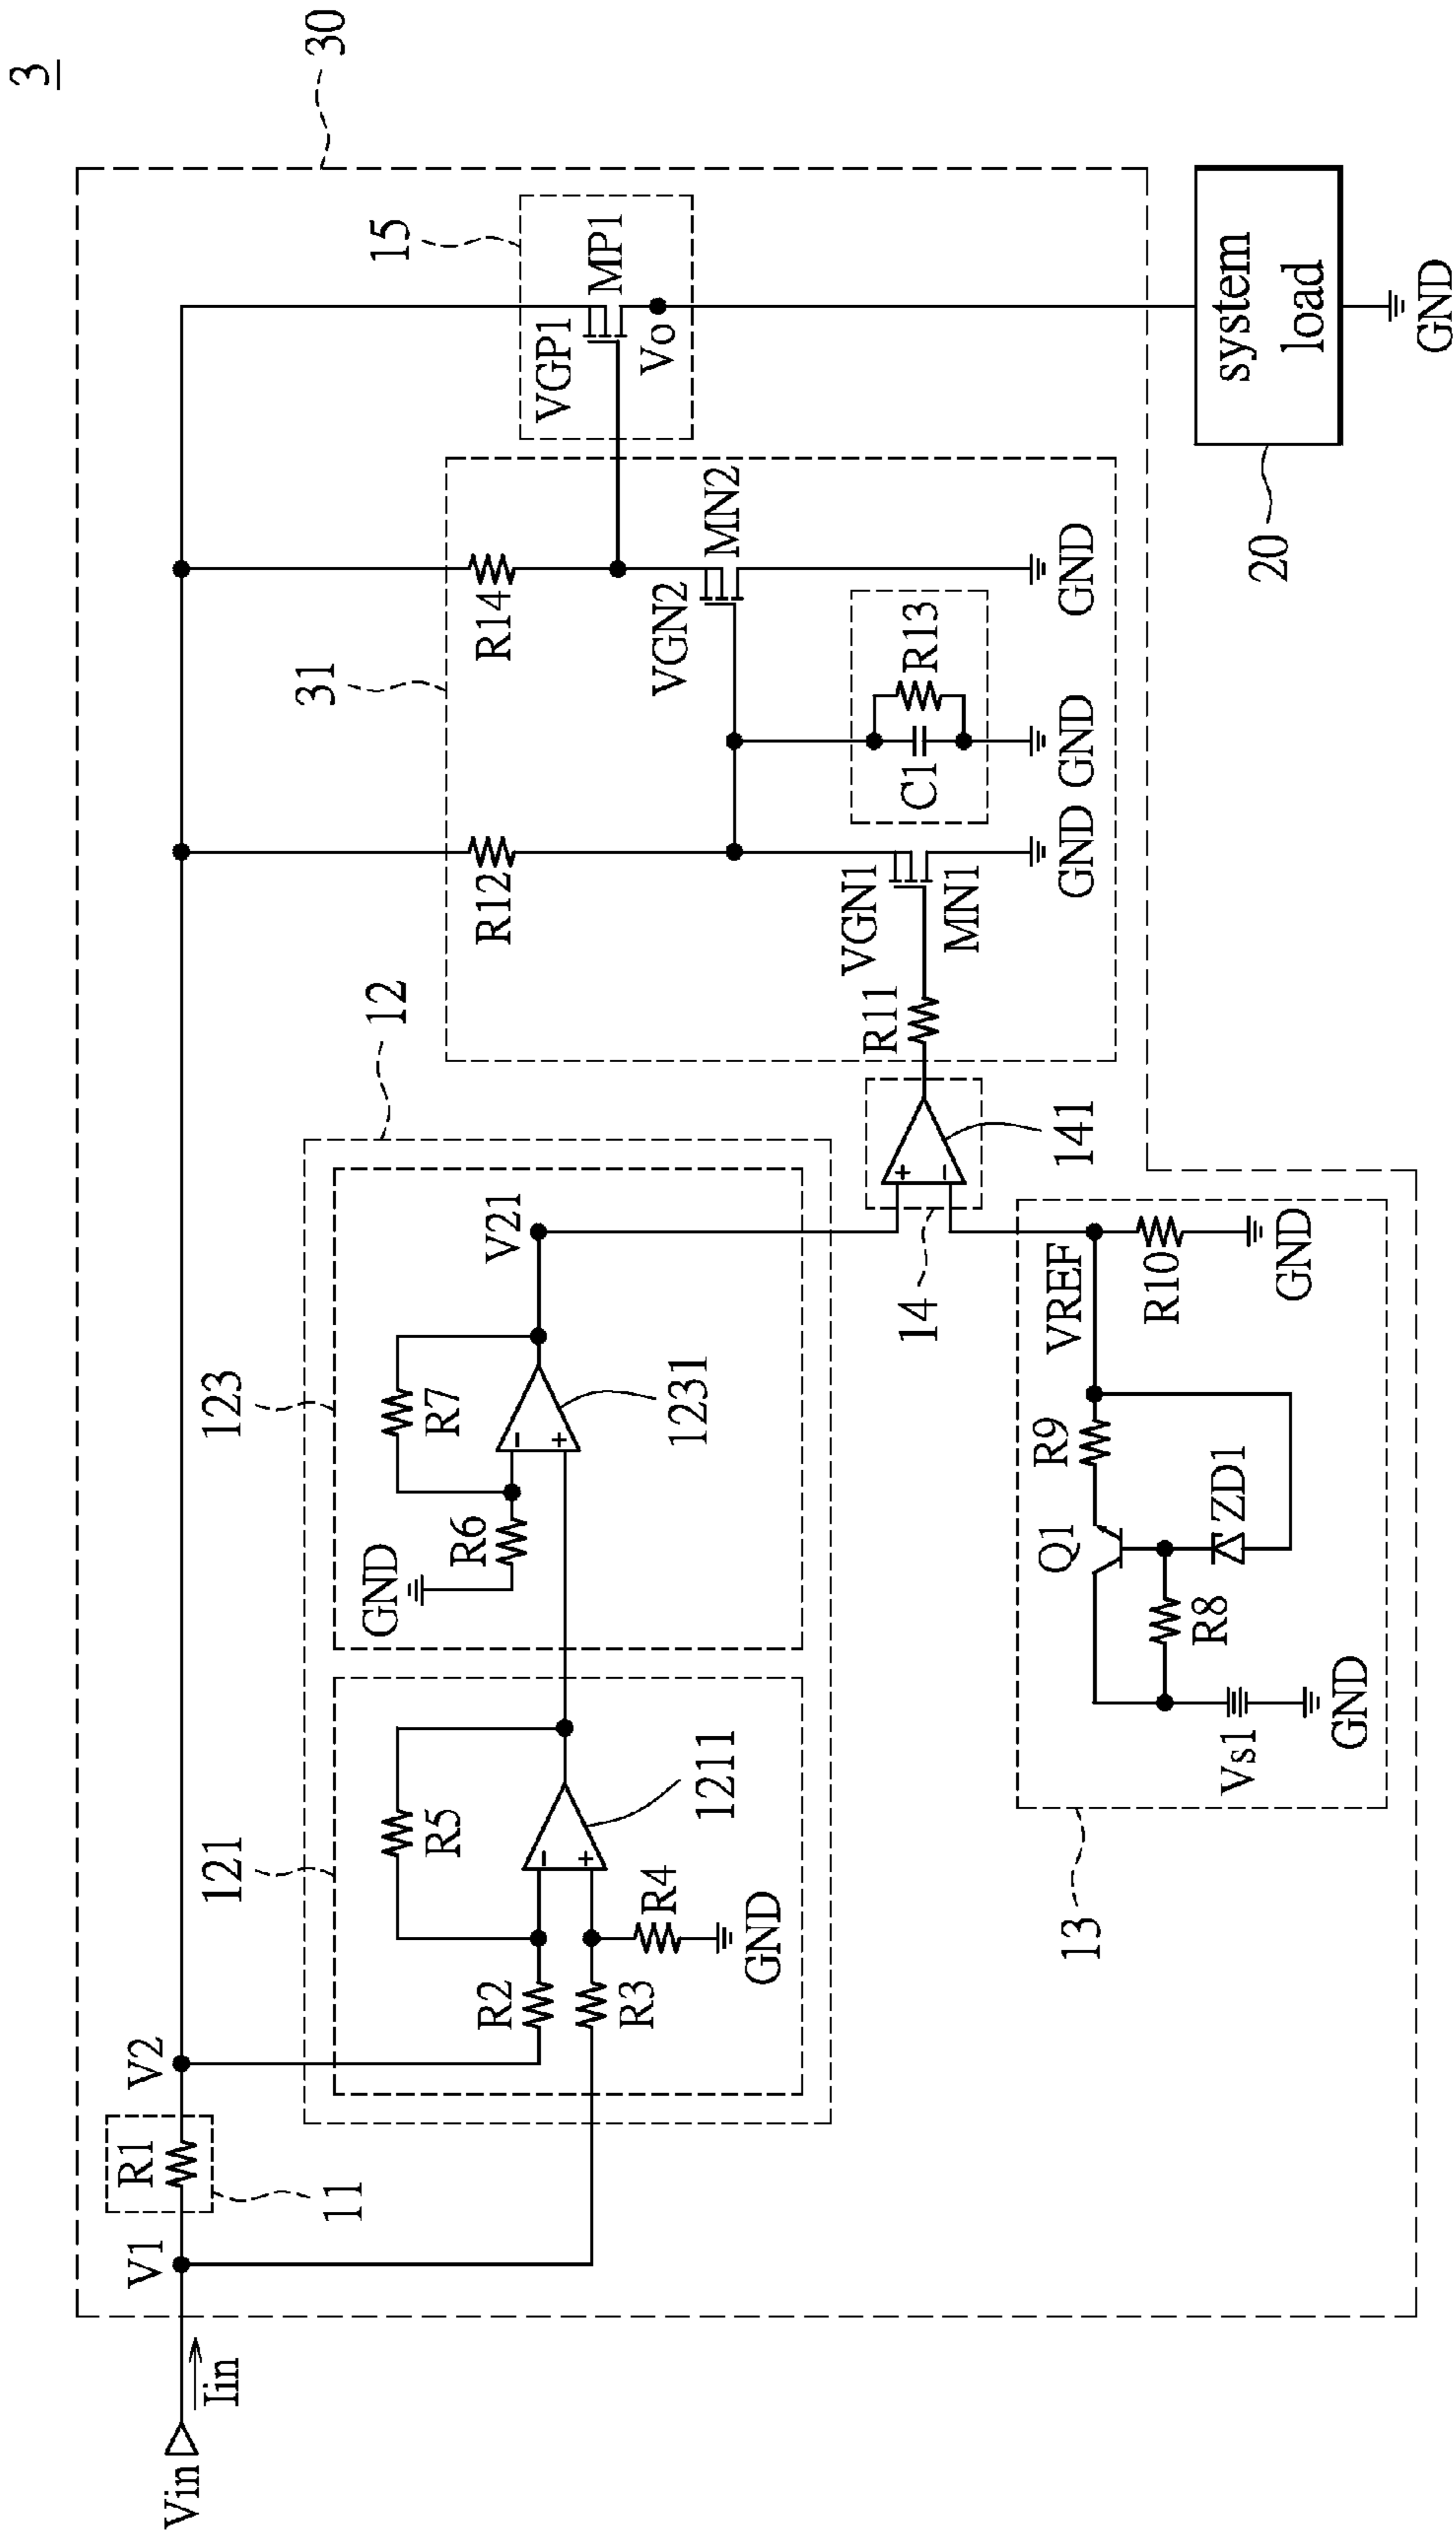 3
30
Vin
Iin
V1
R1
11
V2
12
121
R2
R3
R4
GND
R5
1211
123
GND
R6
R7
1231
V21
13
Vs1
GND
R8
Q1
ZD1
R9
VREF
R10
GND
14
141
31
R11
VGN1
MN1
GND
R12
C1
R13
GND
R14
VGN2
MN2
GND
15
VGP1
MP1
Vo
20
system
load
GND